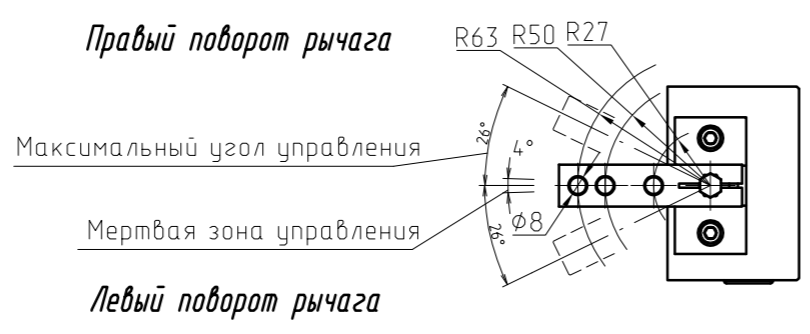 Правый поворот рычага
R63 R50 R27
26°
Максимальный угол управления
4°
Мертвая зона управления
Ø8
26°
Левый поворот рычага